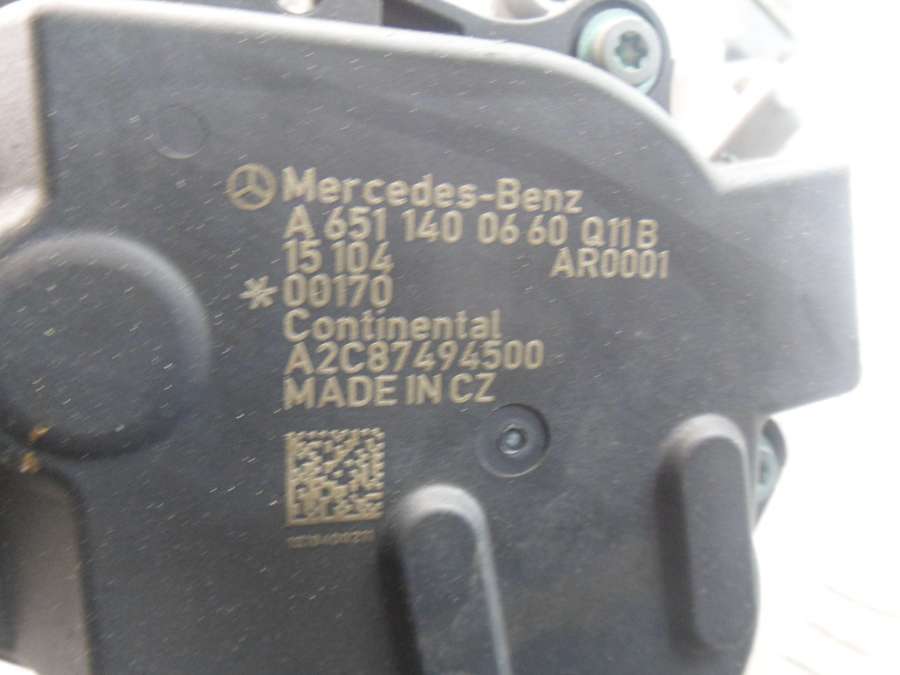 Mercedes-Benz
A 651 140 06 60 Q11B
15 104 AR0001
*00170
Continental
A2C87494500
MADE IN CZ